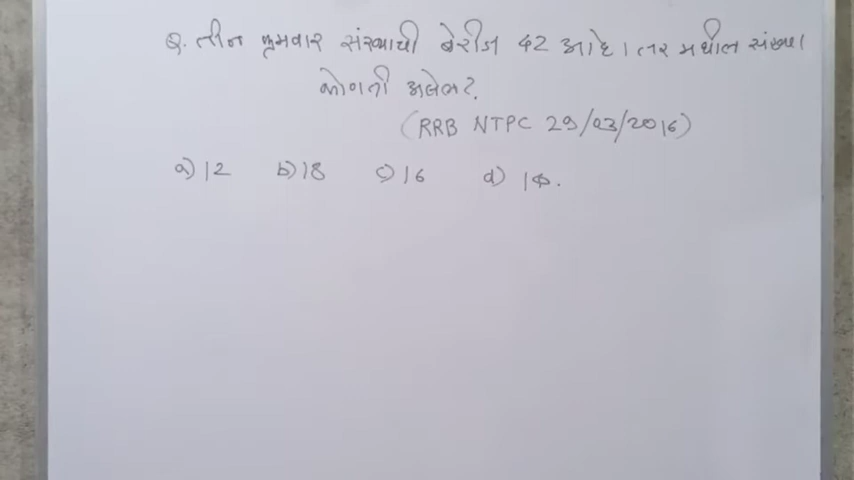 Q. तीन क्रमवार संख्याची बेरीज 42 आहे। तर मधील संख्या
कोणती असेल?
(RRB NTPC 29/03/2016)
a) 12 b) 18 c) 16 d) 14.